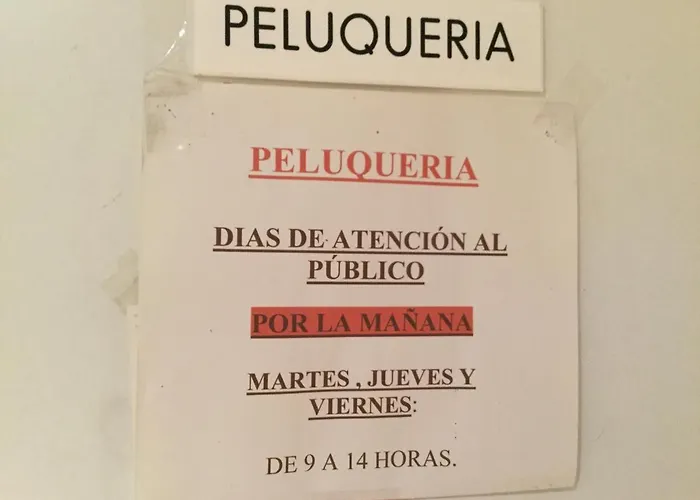 PELUQUERIA
PELUQUERIA
DIAS DE ATENCIÓN AL
PÚBLICO
POR LA MAÑANA
MARTES , JUEVES Y
VIERNES:
DE 9 A 14 HORAS.